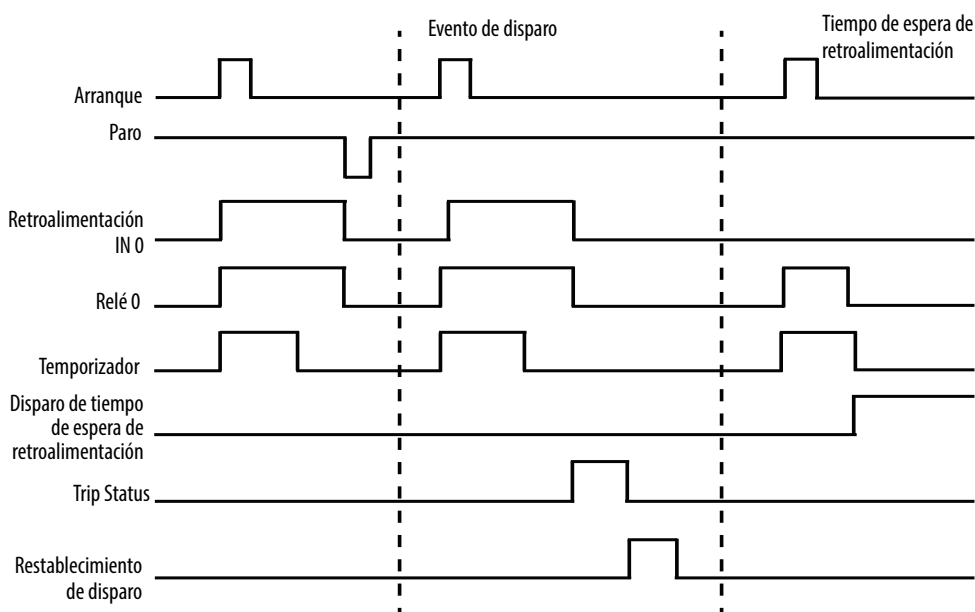 Evento de disparo
Tiempo de espera de
retroalimentación
Arranque
Paro
Retroalimentación
IN 0
Relé 0
Temporizador
Disparo de tiempo
de espera de
retroalimentación
Trip Status
Restablecimiento
de disparo